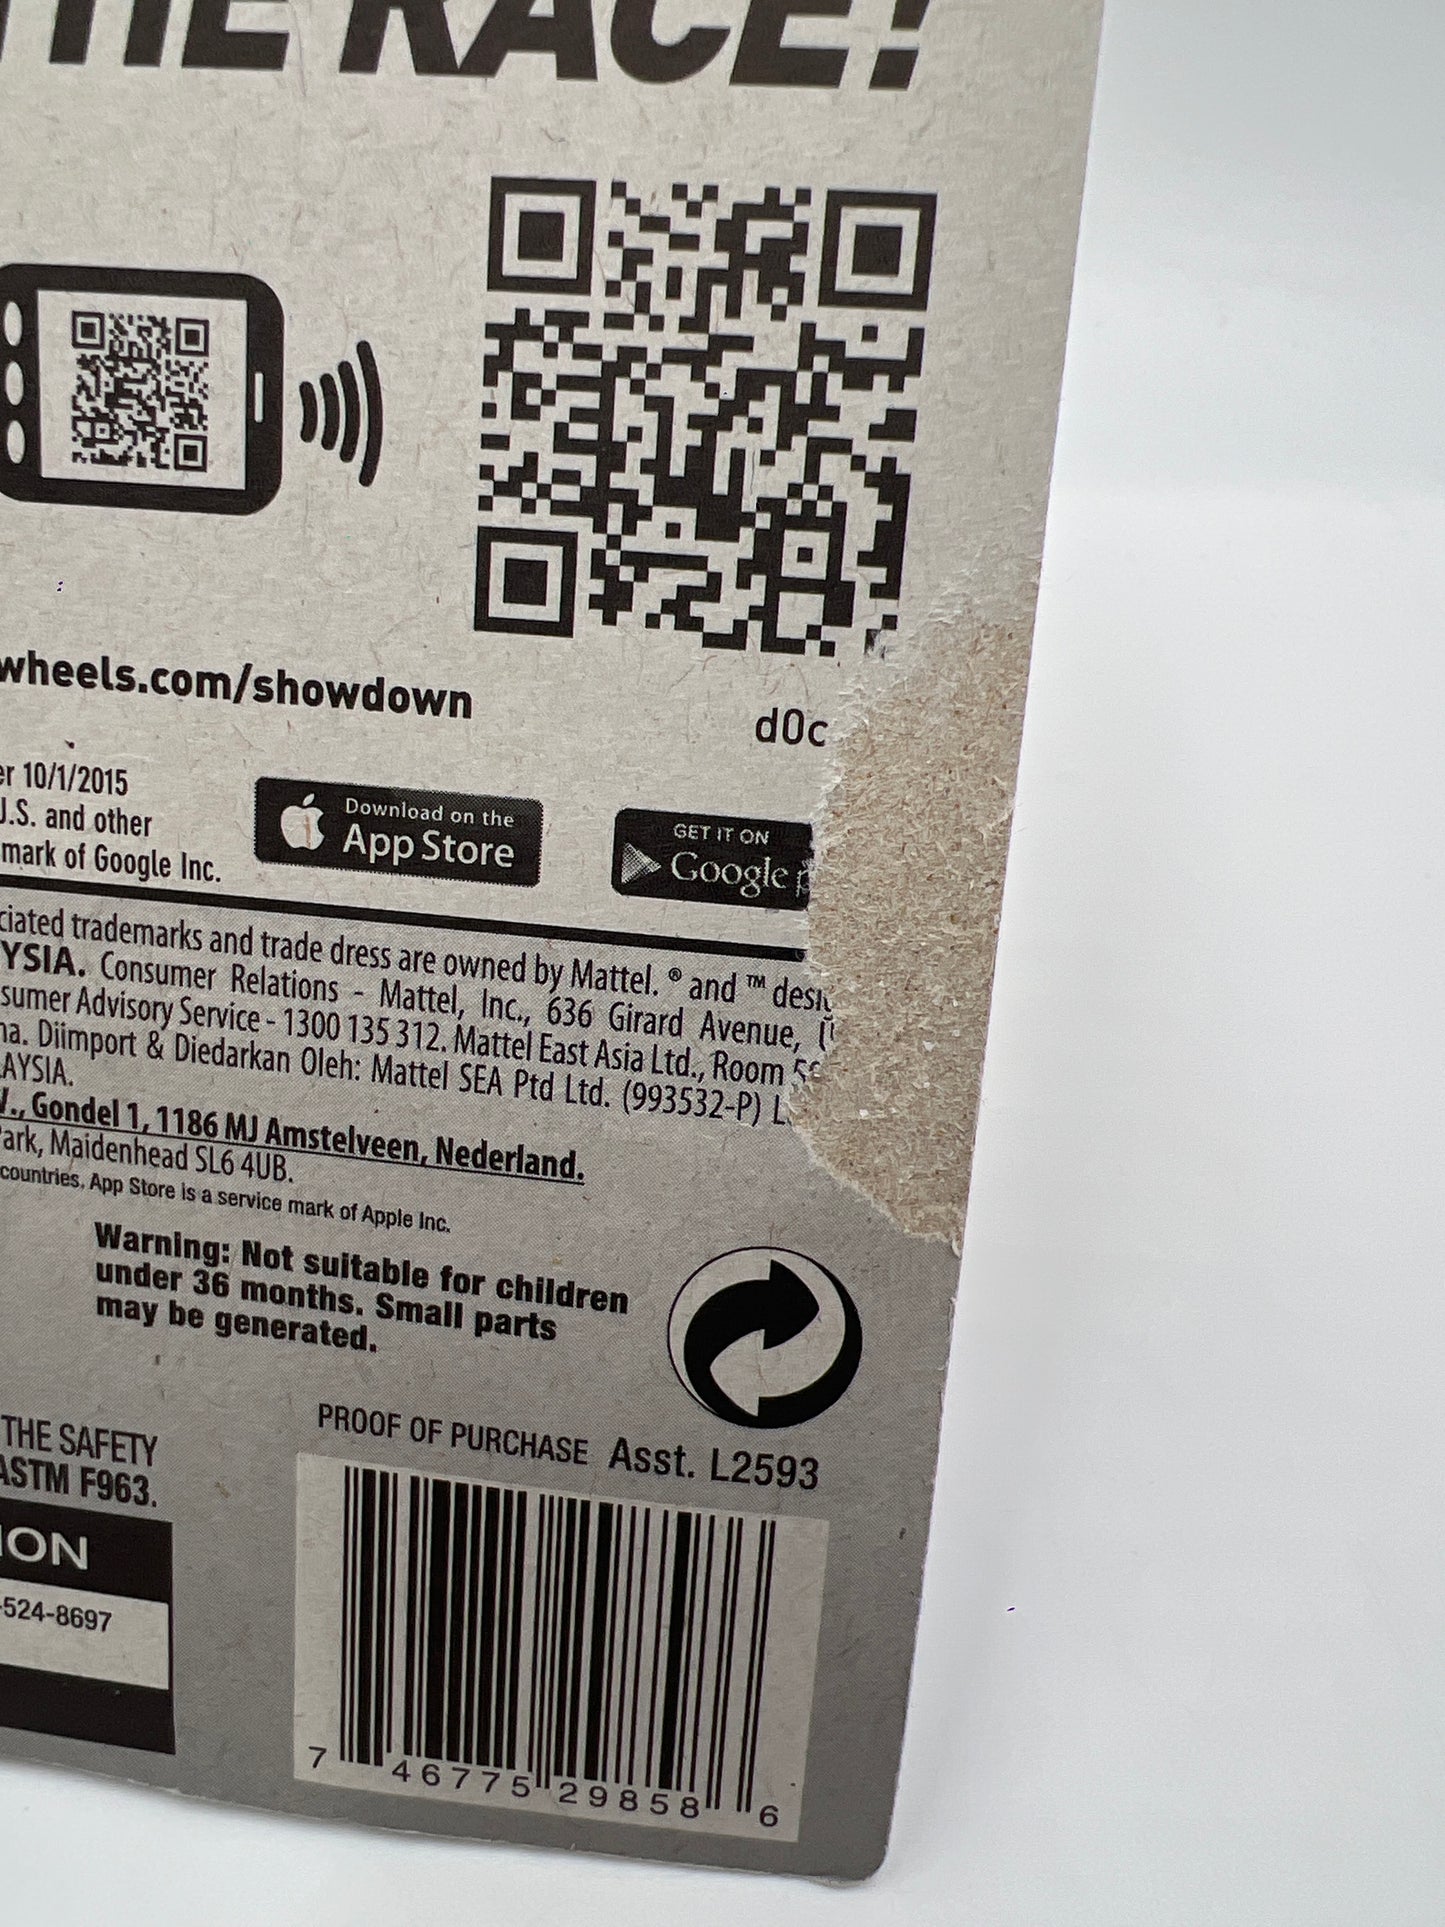 THE RACE!
wheels.com/showdown
d0c
er 10/1/2015
J.S. and other
mark of Google Inc.
Download on the
App Store
GET IT ON
Google
ciated trademarks and trade dress are owned by Mattel. ® and ™
YSIA. Consumer Relations - Mattel, Inc., 636 Girard Avenue,
sumer Advisory Service - 1300 135 312. Mattel East Asia Ltd., Room
na. Diimport & Diedarkan Oleh: Mattel SEA Ptd Ltd. (993532-P)
AYSIA.
V., Gondel 1, 1186 MJ Amstelveen, Nederland.
Park, Maidenhead SL6 4UB.
countries. App Store is a service mark of Apple Inc.
Warning: Not suitable for children
under 36 months. Small parts
may be generated.
THE SAFETY
ASTM F963.
ION
-524-8697
PROOF OF PURCHASE Asst. L2593
7 46775 29858 6